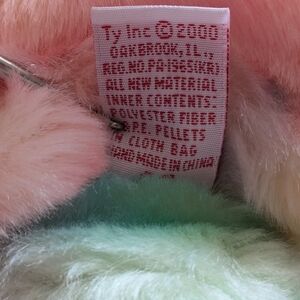 Ty Inc © 2000
OAKBROOK, IL.,
REG.NO.PA-1965(KR)
ALL NEW MATERIAL
INNER CONTENTS:
POLYESTER FIBER
P.E. PELLETS
IN CLOTH BAG
HAND MADE IN CHINA